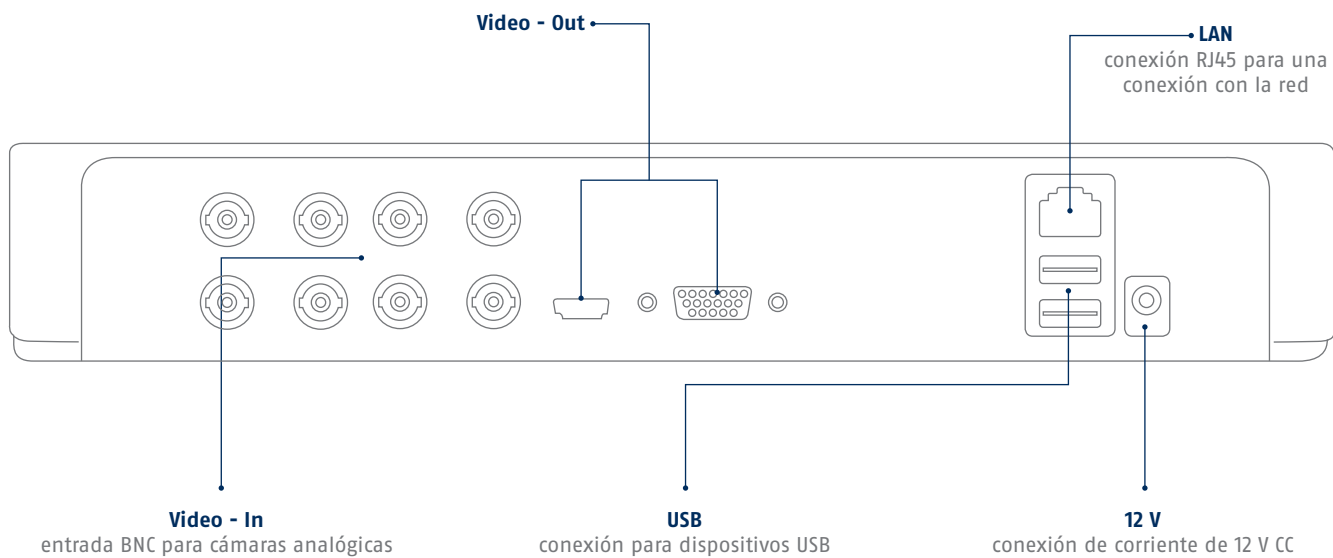 Video - Out
LAN
conexión RJ45 para una
conexión con la red
Video - In
entrada BNC para cámaras analógicas
USB
conexión para dispositivos USB
12 V
conexión de corriente de 12 V CC